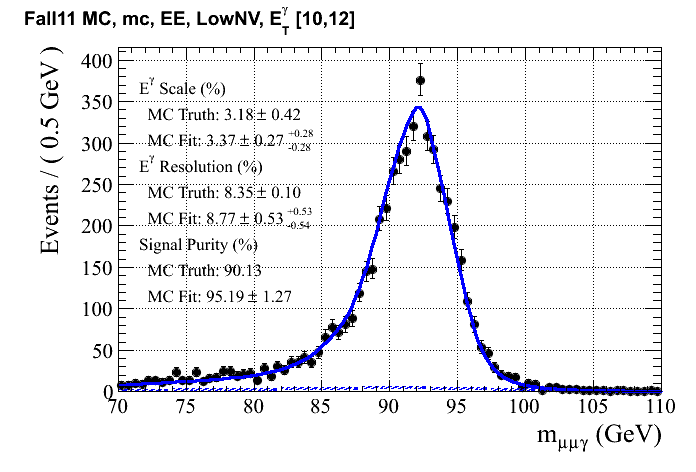 Fall11 MC, mc, EE, LowNV, E_T^γ [10,12]
Events / ( 0.5 GeV )
400
350
300
250
200
150
100
50
0
E^γ Scale (%)
MC Truth: 3.18 ± 0.42
MC Fit: 3.37 ± 0.27 +0.28 -0.28
E^γ Resolution (%)
MC Truth: 8.35 ± 0.10
MC Fit: 8.77 ± 0.53 +0.53 -0.54
Signal Purity (%)
MC Truth: 90.13
MC Fit: 95.19 ± 1.27
70 75 80 85 90 95 100 105 110
m_μμγ (GeV)